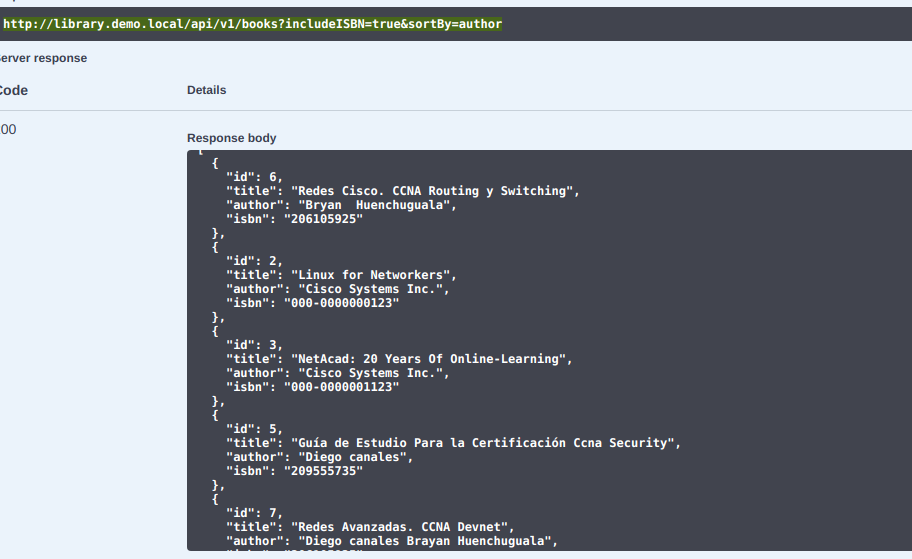 http://library.demo.local/api/v1/books?includeISBN=true&sortBy=author
erver response
Code Details
00
Response body
[
{
"id": 6,
"title": "Redes Cisco. CCNA Routing y Switching",
"author": "Bryan  Huenchuguala",
"isbn": "206105925"
},
{
"id": 2,
"title": "Linux for Networkers",
"author": "Cisco Systems Inc.",
"isbn": "000-0000000123"
},
{
"id": 3,
"title": "NetAcad: 20 Years Of Online-Learning",
"author": "Cisco Systems Inc.",
"isbn": "000-0000001123"
},
{
"id": 5,
"title": "Guía de Estudio Para la Certificación Ccna Security",
"author": "Diego canales",
"isbn": "209555735"
},
{
"id": 7,
"title": "Redes Avanzadas. CCNA Devnet",
"author": "Diego canales Brayan Huenchuguala",